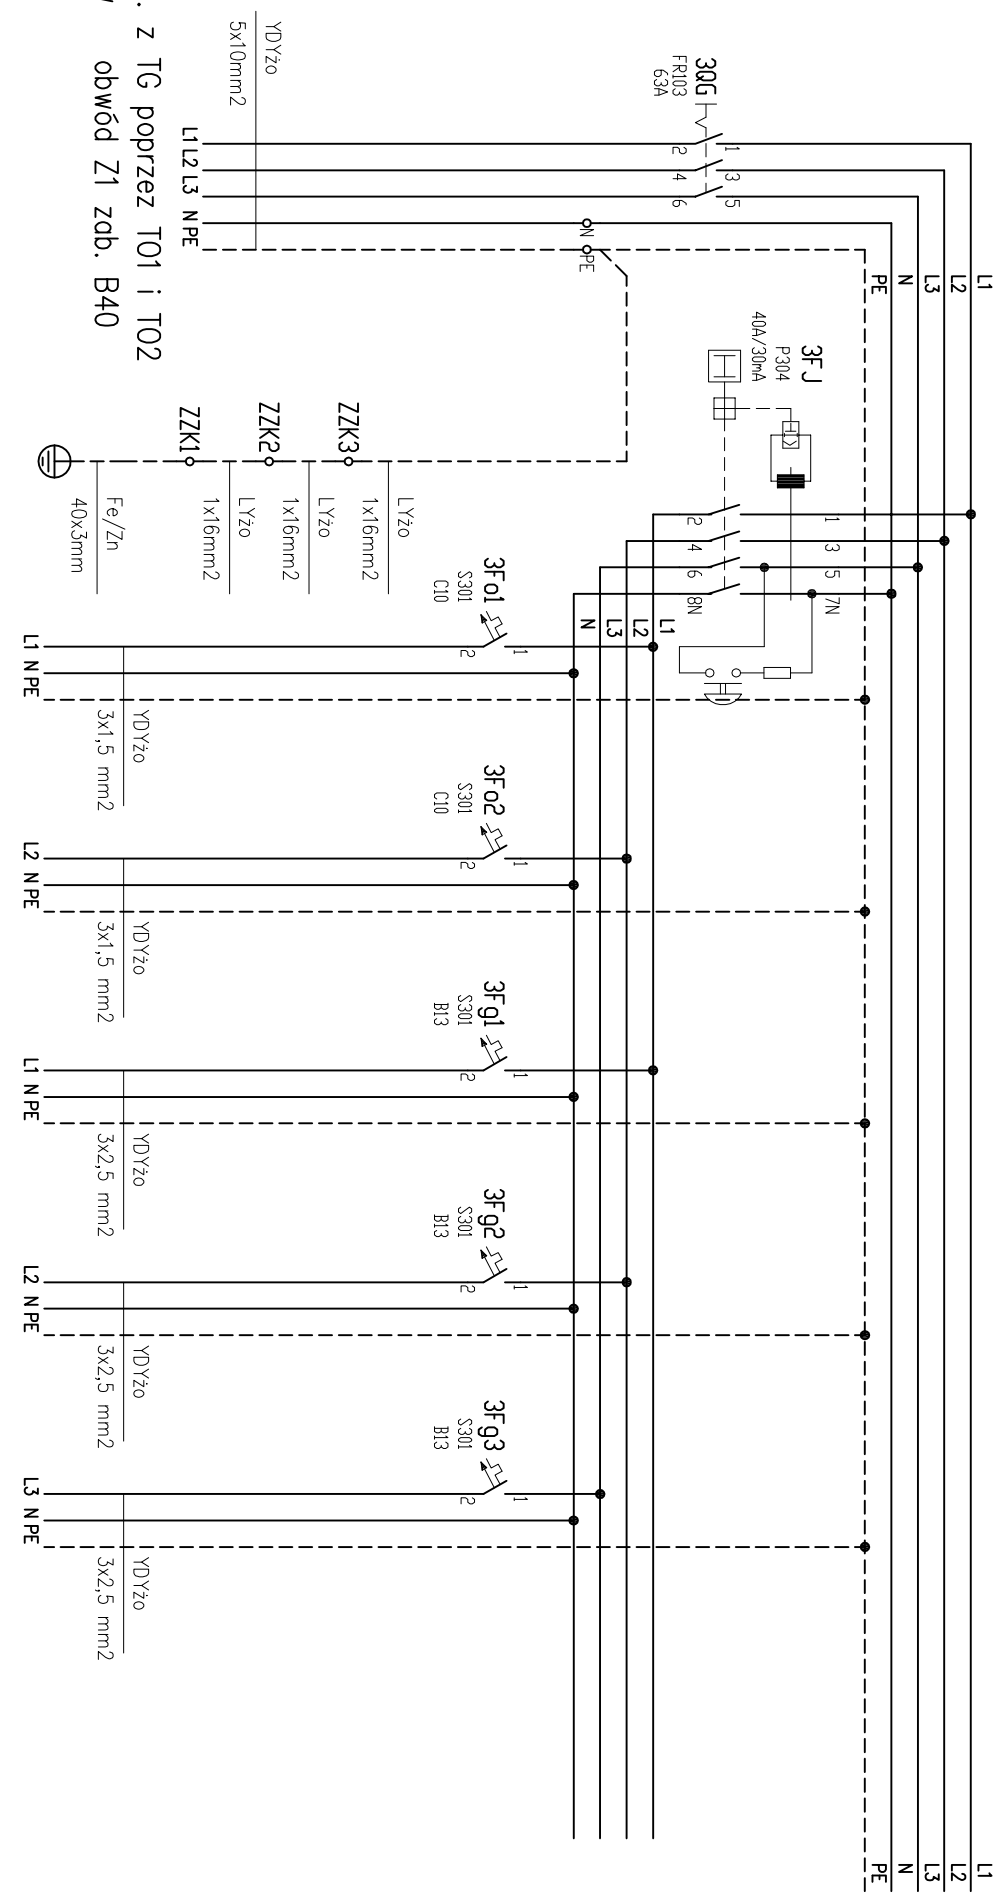 L1
L2
L3
N
PE
L1
L2
L3
N
PE
3QG
FR103
63A
1
2
3
4
5
6
3FJ
P304
40A/30mA
1
2
3
4
5
6
7N
8N
L1
L2
L3
N
N
PE
YDYżo
5x10mm2
L1 L2 L3 N PE
z TG poprzez T01 i T02
obwód Z1 zab. B40
ZZK3
ZZK2
ZZK1
LYżo
1x16mm2
LYżo
1x16mm2
LYżo
1x16mm2
Fe/Zn
40x3mm
3Fo1
S301
C10
1
2
YDYżo
3x1,5 mm2
L1 N PE
3Fo2
S301
C10
1
2
YDYżo
3x1,5 mm2
L2 N PE
3Fg1
S301
B13
1
2
YDYżo
3x2,5 mm2
L1 N PE
3Fg2
S301
B13
1
2
YDYżo
3x2,5 mm2
L2 N PE
3Fg3
S301
B13
1
2
YDYżo
3x2,5 mm2
L3 N PE